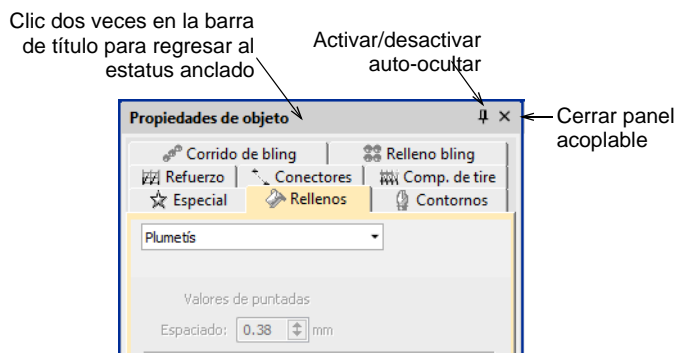 Clic dos veces en la barra
de título para regresar al
estatus anclado
Activar/desactivar
auto-ocultar
Cerrar panel
acoplable
Propiedades de objeto
Corrido de bling
Relleno bling
Refuerzo
Conectores
Comp. de tire
Especial
Rellenos
Contornos
Plumetís
Valores de puntadas
Espaciado: 0.38 mm